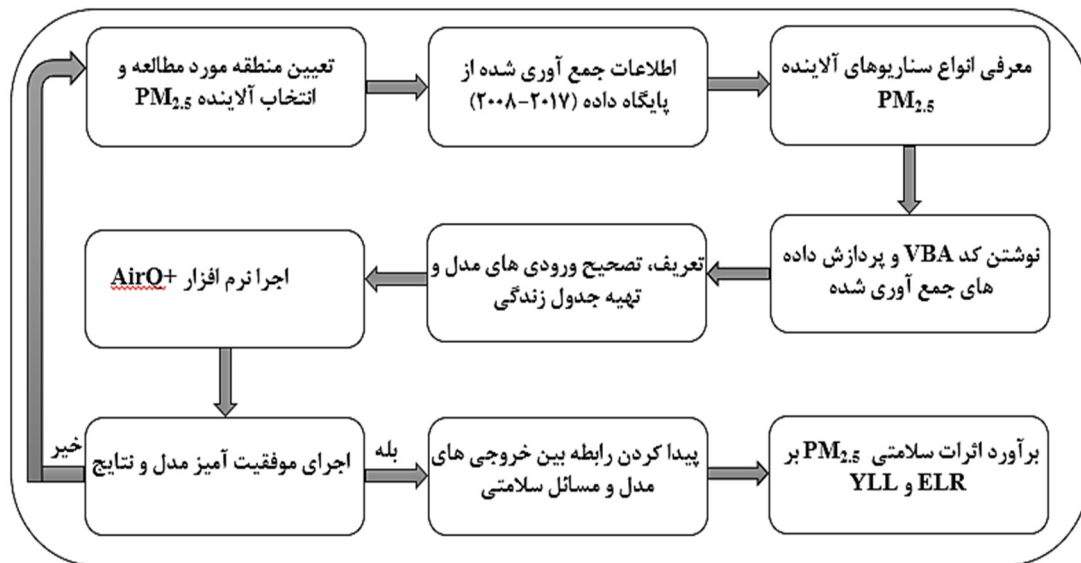 تعیین منطقه مورد مطالعه و
انتخاب آلاینده PM2.5
اطلاعات جمع آوری شده از
پایگاه داده (۲۰۱۷-۲۰۰۸)
معرفی انواع سناریوهای آلاینده
PM2.5
نوشتن کد VBA و پردازش داده
های جمع آوری شده
تعریف، تصحیح ورودی های مدل و
تهیه جدول زندگی
اجرا نرم افزار +AirQ
اجرای موفقیت آمیز مدل و نتایج
خیر
بله
پیدا کردن رابطه بین خروجی های
مدل و مسائل سلامتی
برآورد اثرات سلامتی PM2.5 بر
ELR و YLL